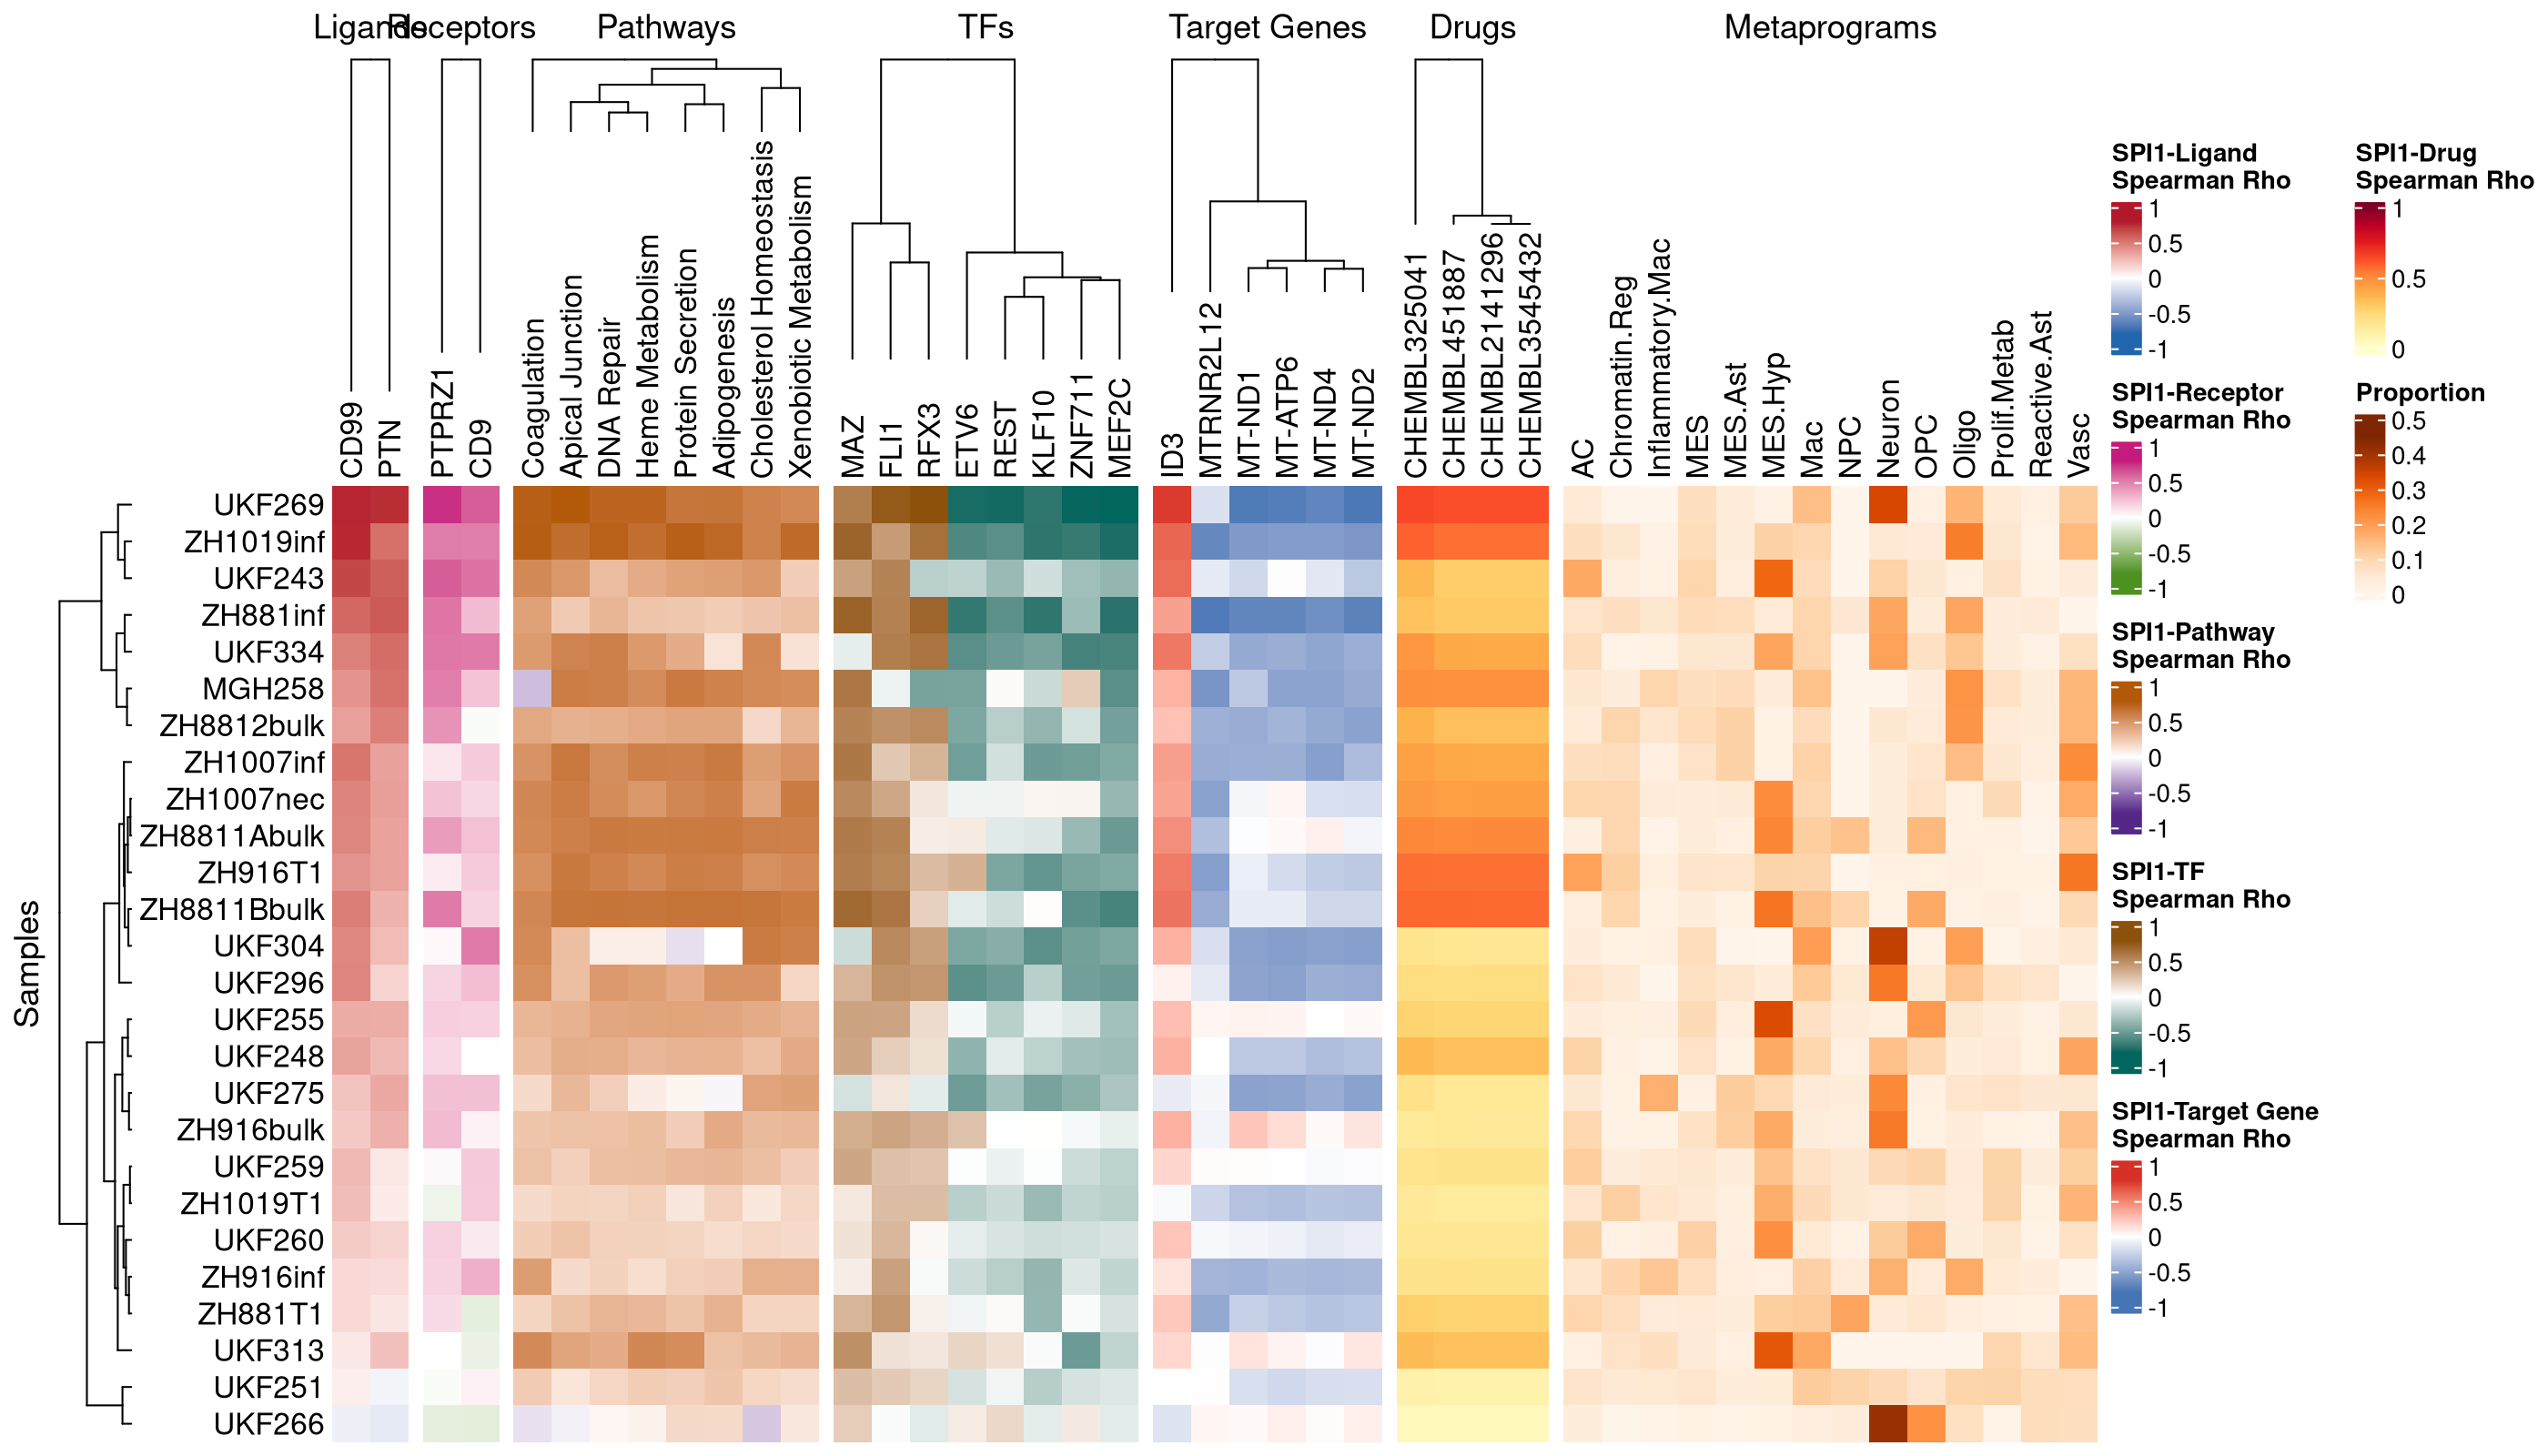 Ligands
Receptors
Pathways
TFs
Target Genes
Drugs
Metaprograms
CD99
PTN
PTPRZ1
CD9
Coagulation
Apical Junction
DNA Repair
Heme Metabolism
Protein Secretion
Adipogenesis
Cholesterol Homeostasis
Xenobiotic Metabolism
MAZ
FLI1
RFX3
ETV6
REST
KLF10
ZNF711
MEF2C
ID3
MTRNR2L12
MT-ND1
MT-ATP6
MT-ND4
MT-ND2
CHEMBL325041
CHEMBL451887
CHEMBL2141296
CHEMBL3545432
AC
Chromatin.Reg
Inflammatory.Mac
MES
MES.Ast
MES.Hyp
Mac
NPC
Neuron
OPC
Oligo
Prolif.Metab
Reactive.Ast
Vasc
Samples
UKF269
ZH1019inf
UKF243
ZH881inf
UKF334
MGH258
ZH8812bulk
ZH1007inf
ZH1007nec
ZH8811Abulk
ZH916T1
ZH8811Bbulk
UKF304
UKF296
UKF255
UKF248
UKF275
ZH916bulk
UKF259
ZH1019T1
UKF260
ZH916inf
ZH881T1
UKF313
UKF251
UKF266
SPI1-Ligand
Spearman Rho
1
0.5
0
-0.5
-1
SPI1-Receptor
Spearman Rho
1
0.5
0
-0.5
-1
SPI1-Pathway
Spearman Rho
1
0.5
0
-0.5
-1
SPI1-TF
Spearman Rho
1
0.5
0
-0.5
-1
SPI1-Target Gene
Spearman Rho
1
0.5
0
-0.5
-1
SPI1-Drug
Spearman Rho
1
0.5
0
Proportion
0.5
0.4
0.3
0.2
0.1
0